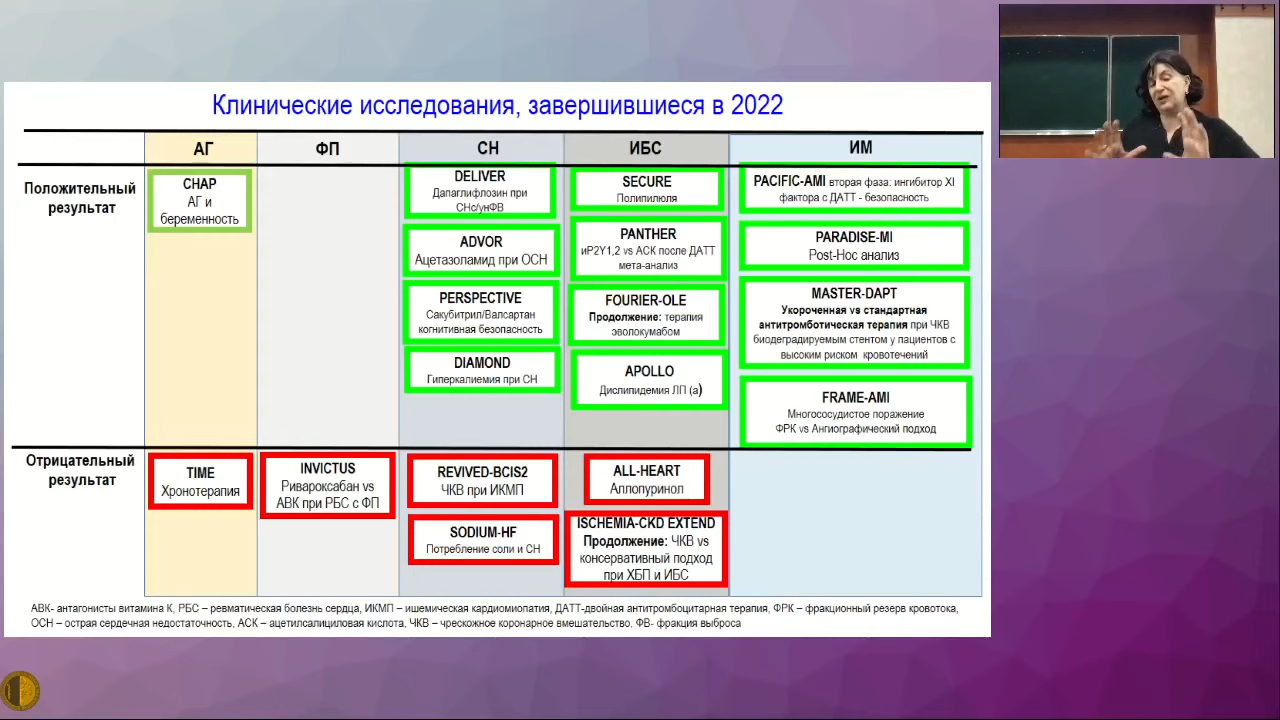 Клинические исследования, завершившиеся в 2022
АГ
ФП
СН
ИБС
ИМ
Положительный
результат
CHAP
АГ и
беременность
DELIVER
Дапаглифлозин при
СНс/унФВ
ADVOR
Ацетазоламид при ОСН
PERSPECTIVE
Сакубитрил/Валсартан
когнитивная безопасность
DIAMOND
Гиперкалиемия при СН
SECURE
Полипилюля
PANTHER
иP2Y1,2 vs АСК после ДАТТ
мета-анализ
FOURIER-OLE
Продолжение: терапия
эволокумабом
APOLLO
Дислипидемия ЛП (а)
PACIFIC-AMI вторая фаза: ингибитор XI
фактора с ДАТТ - безопасность
PARADISE-MI
Post-Hoc анализ
MASTER-DAPT
Укороченная vs стандартная
антитромботическая терапия при ЧКВ
биодеградируемым стентом у пациентов с
высоким риском кровотечений
FRAME-AMI
Многососудистое поражение
ФРК vs Ангиографический подход
Отрицательный
результат
TIME
Хронотерапия
INVICTUS
Ривароксабан vs
АВК при РБС с ФП
REVIVED-BCIS2
ЧКВ при ИКМП
SODIUM-HF
Потребление соли и СН
ALL-HEART
Аллопуринол
ISCHEMIA-CKD EXTEND
Продолжение: ЧКВ vs
консервативный подход
при ХБП и ИБС
АВК- антагонисты витамина К, РБС – ревматическая болезнь сердца, ИКМП – ишемическая кардиомиопатия, ДАТТ-двойная антитромбоцитарная терапия, ФРК – фракционный резерв кровотока,
ОСН – острая сердечная недостаточность, АСК – ацетилсалициловая кислота, ЧКВ – чрескожное коронарное вмешательство, ФВ- фракция выброса